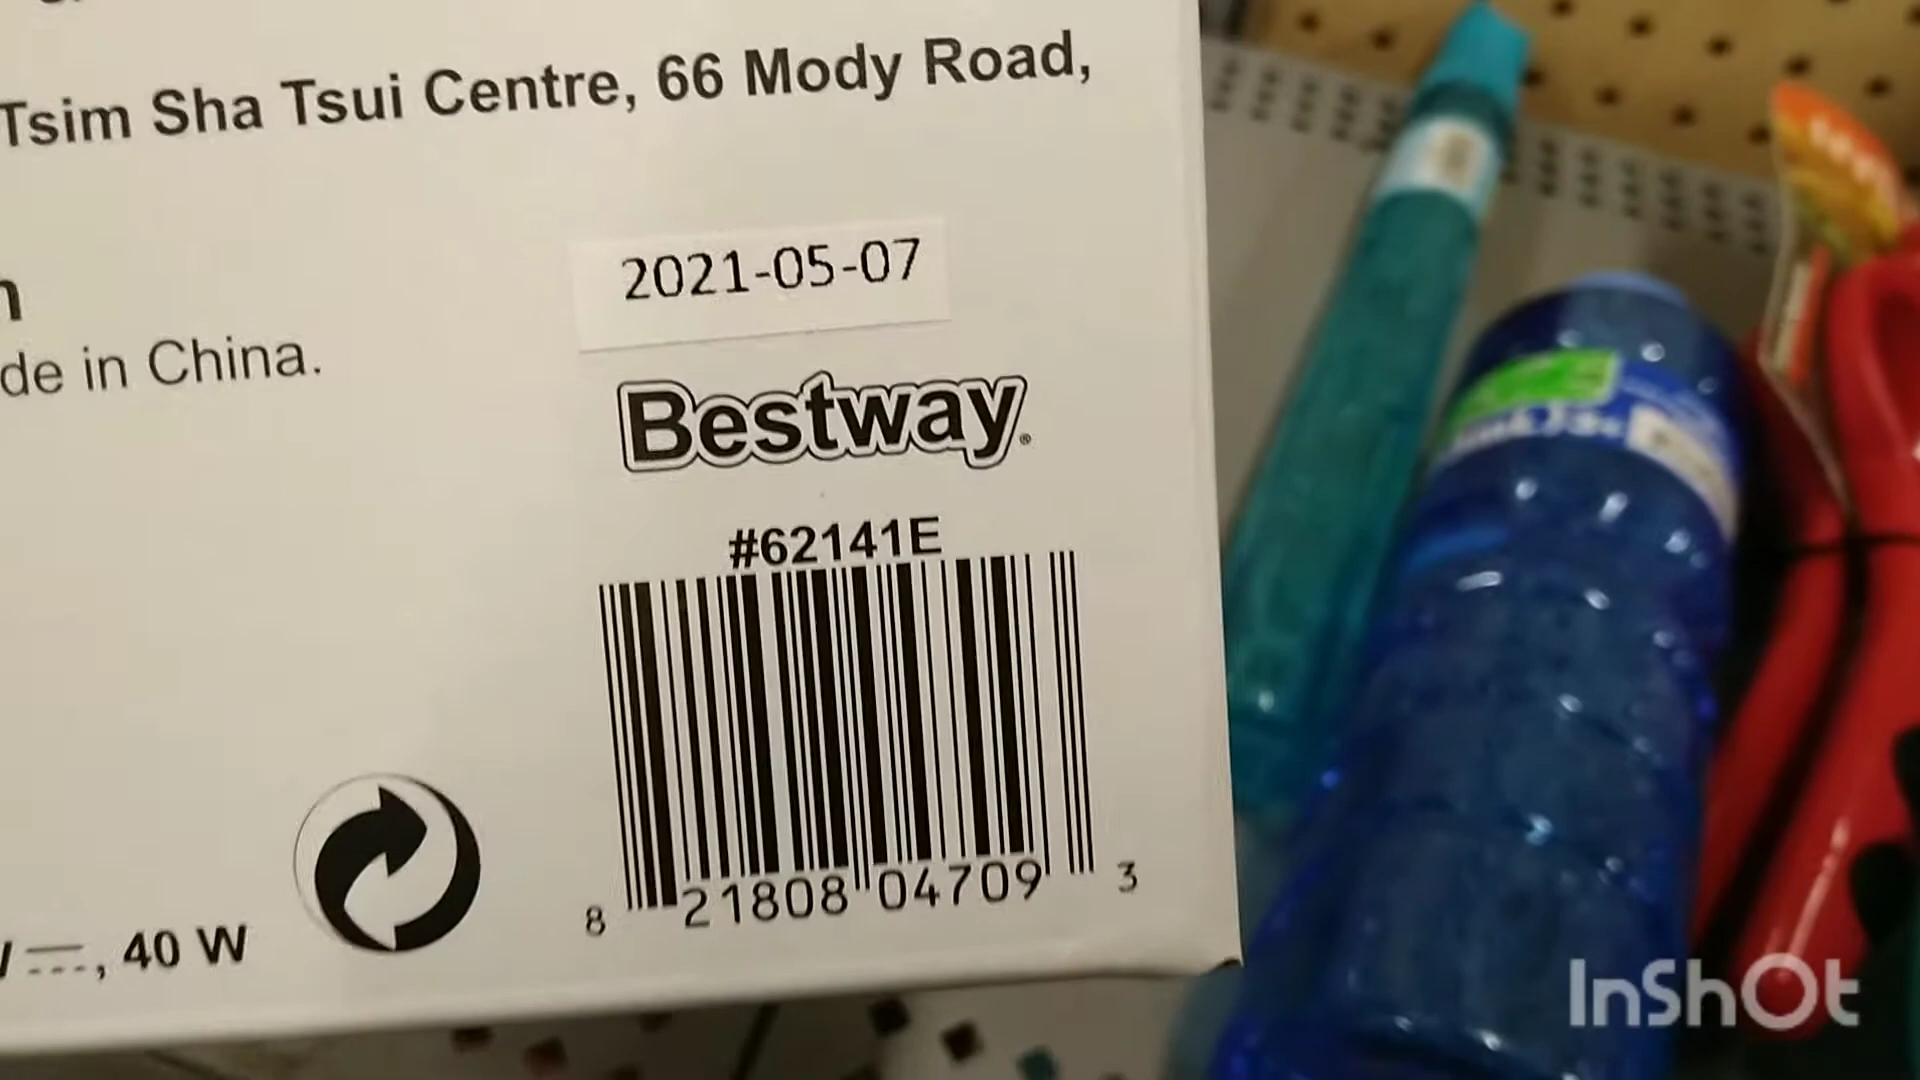 Tsim Sha Tsui Centre, 66 Mody Road,
2021-05-07
de in China.
Bestway®
#62141E
8 21808 04709 3
, 40 W
InShOt